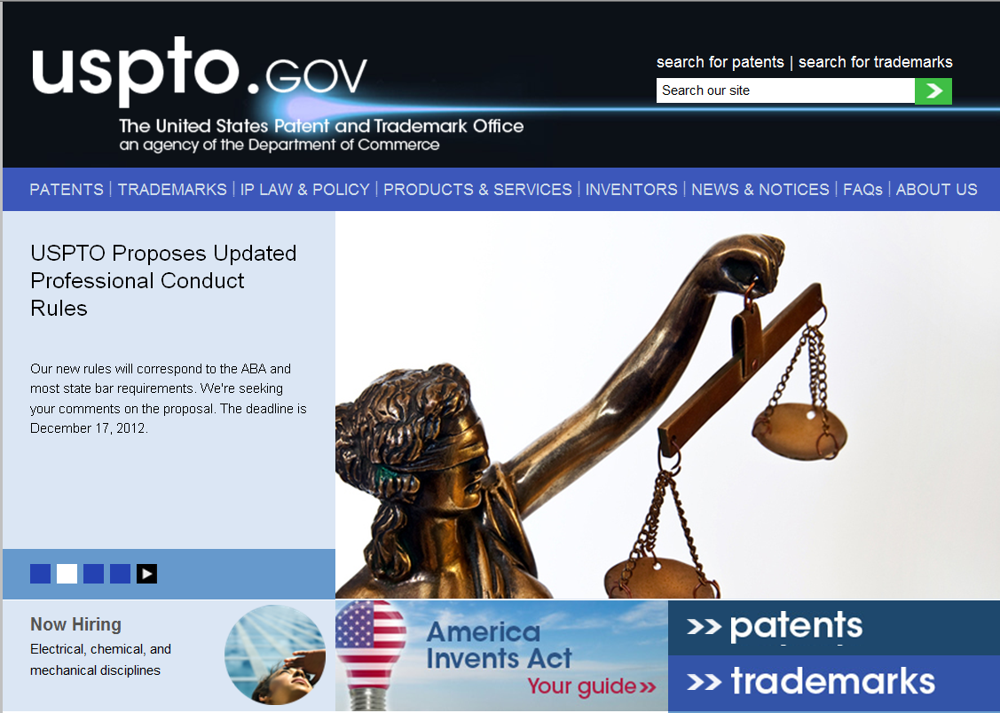 uspto.GOV
The United States Patent and Trademark Office
an agency of the Department of Commerce
search for patents | search for trademarks
Search our site
PATENTS | TRADEMARKS | IP LAW & POLICY | PRODUCTS & SERVICES | INVENTORS | NEWS & NOTICES | FAQs | ABOUT US
USPTO Proposes Updated
Professional Conduct
Rules
Our new rules will correspond to the ABA and
most state bar requirements. We're seeking
your comments on the proposal. The deadline is
December 17, 2012.
Now Hiring
Electrical, chemical, and
mechanical disciplines
America
Invents Act
Your guide>>
>> patents
>> trademarks